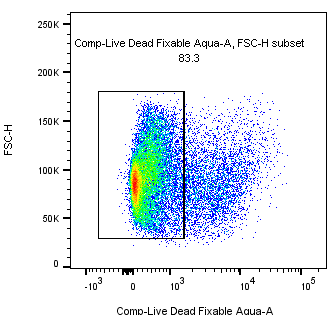 250K
Comp-Live Dead Fixable Aqua-A, FSC-H subset
83.3
200K
150K
FSC-H
100K
50K
0
-10³ 0 10³ 10⁴ 10⁵
Comp-Live Dead Fixable Aqua-A